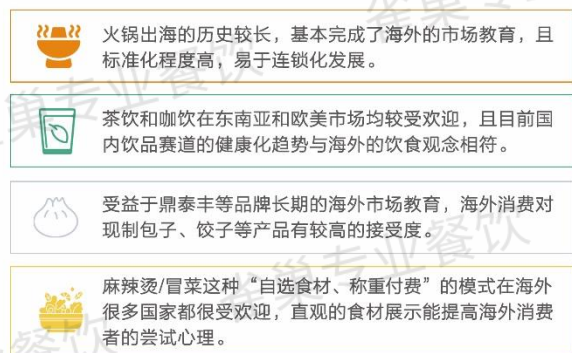 火锅出海的历史较长，基本完成了海外的市场教育，且
标准化程度高，易于连锁化发展。
茶饮和咖饮在东南亚和欧美市场均较受欢迎，且目前国
内饮品赛道的健康化趋势与海外的饮食观念相符。
受益于鼎泰丰等品牌长期的海外市场教育，海外消费对
现制包子、饺子等产品有较高的接受度。
麻辣烫/冒菜这种“自选食材、称重付费”的模式在海外
很多国家都很受欢迎，直观的食材展示能提高海外消费
者的尝试心理。
雀巢专业餐饮